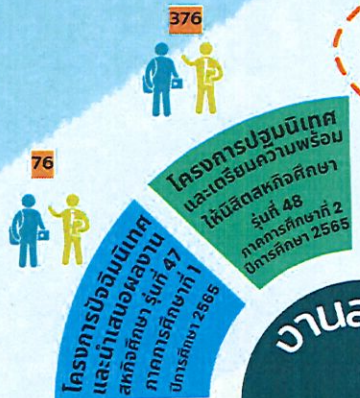 376
โครงการปฐมนิเทศ
และเตรียมความพร้อม
ให้นิสิตสหกิจศึกษา
รุ่นที่ 48
ภาคการศึกษาที่ 2
ปีการศึกษา 2565
76
โครงการปัจฉิมนิเทศ
และนำเสนอผลงาน
สหกิจศึกษา รุ่นที่ 47
ภาคการศึกษาที่ 1
ปีการศึกษา 2565